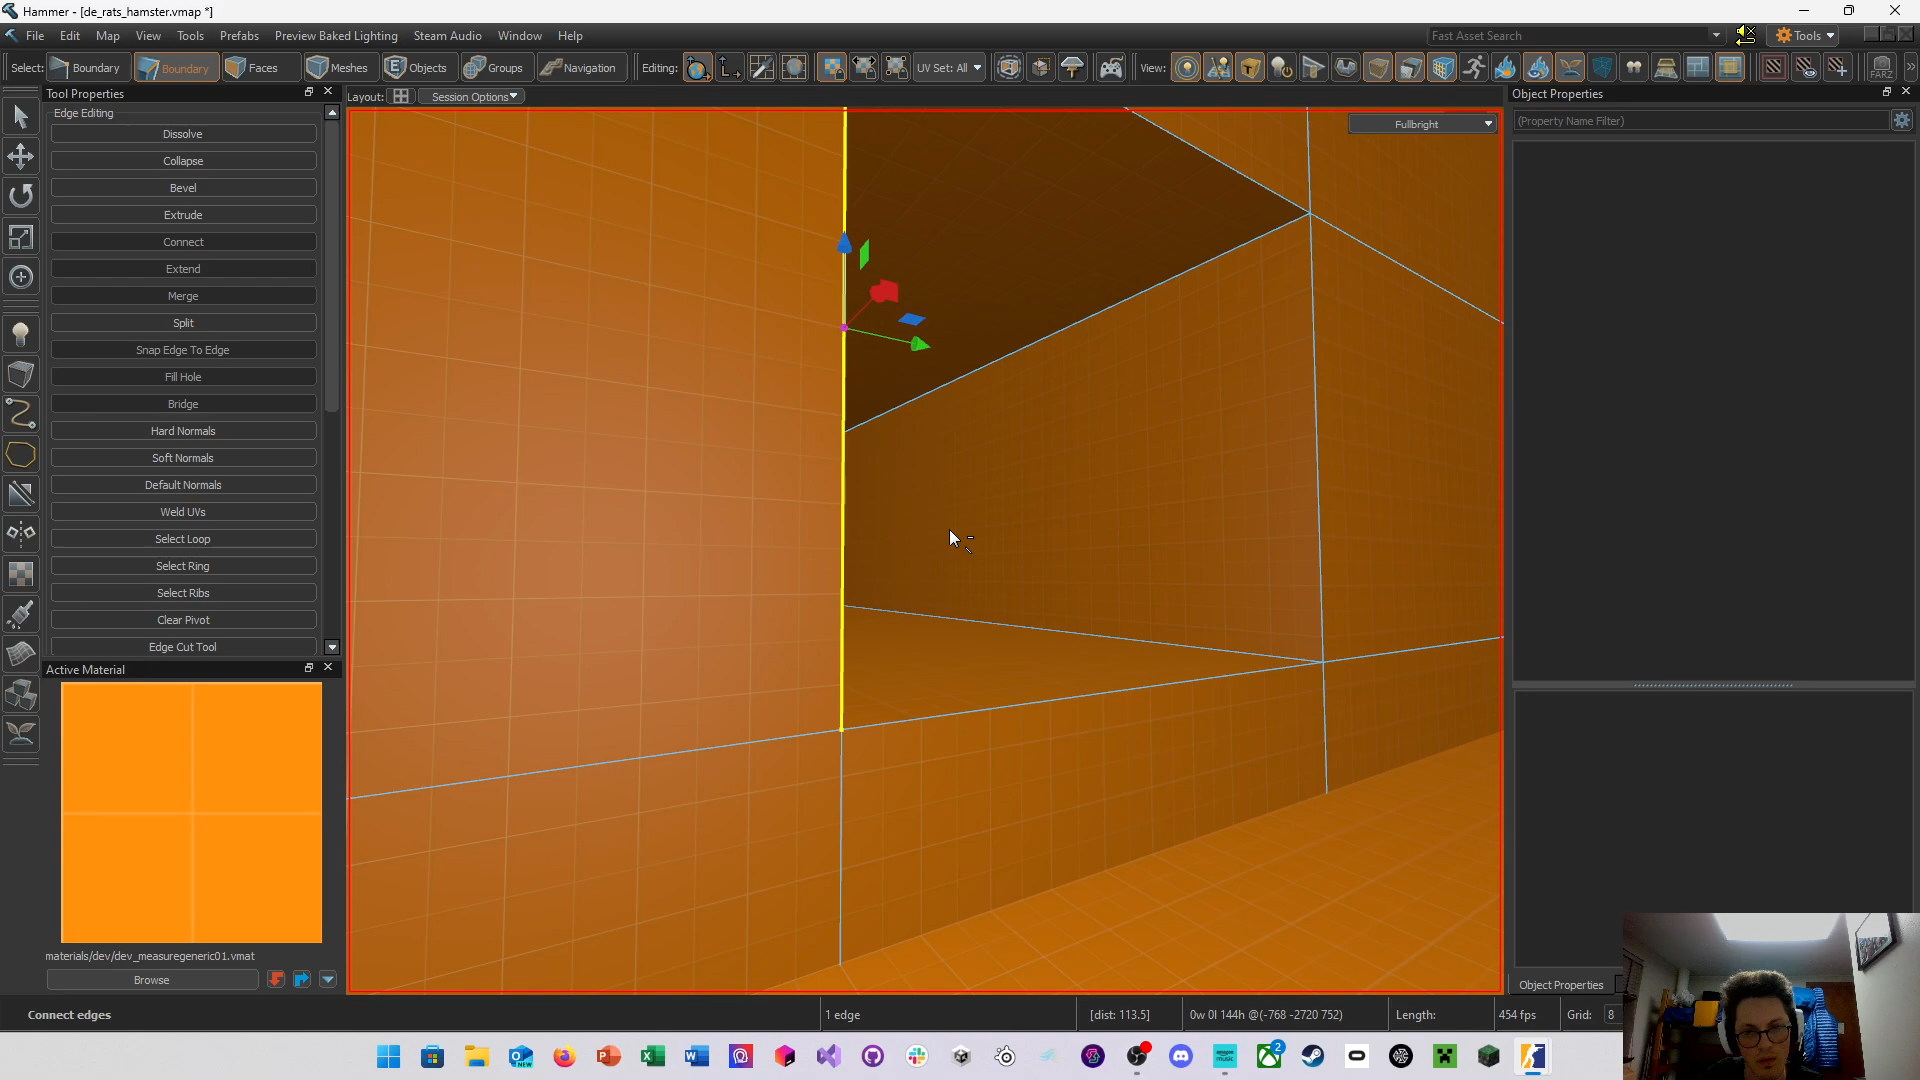 Hammer - [de_rats_hamster.vmap *]
File Edit Map View Tools Prefabs Preview Baked Lighting Steam Audio Window Help
Fast Asset Search
Tools
Select: Boundary Boundary Faces Meshes Objects Groups Navigation Editing: UV Set: All View: FARZ
Tool Properties
Layout: Session Options
Object Properties
Edge Editing
Fullbright
(Property Name Filter)
Dissolve
Collapse
Bevel
Extrude
Connect
Extend
Merge
Split
Snap Edge To Edge
Fill Hole
Bridge
Hard Normals
Soft Normals
Default Normals
Weld UVs
Select Loop
Select Ring
Select Ribs
Clear Pivot
Edge Cut Tool
Active Material
materials/dev/dev_measuregeneric01.vmat
Browse
Object Properties
Connect edges 1 edge [dist: 113.5] 0w 0l 144h @(-768 -2720 752) Length: 454 fps Grid: 8
NEW
music
2